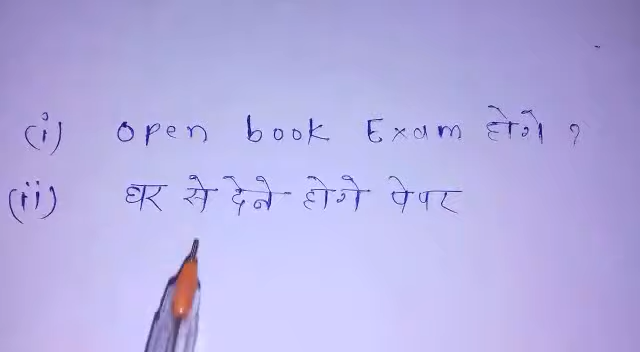 (i) open book Exam होगें ?
(ii) घर से देने होगे पेपर